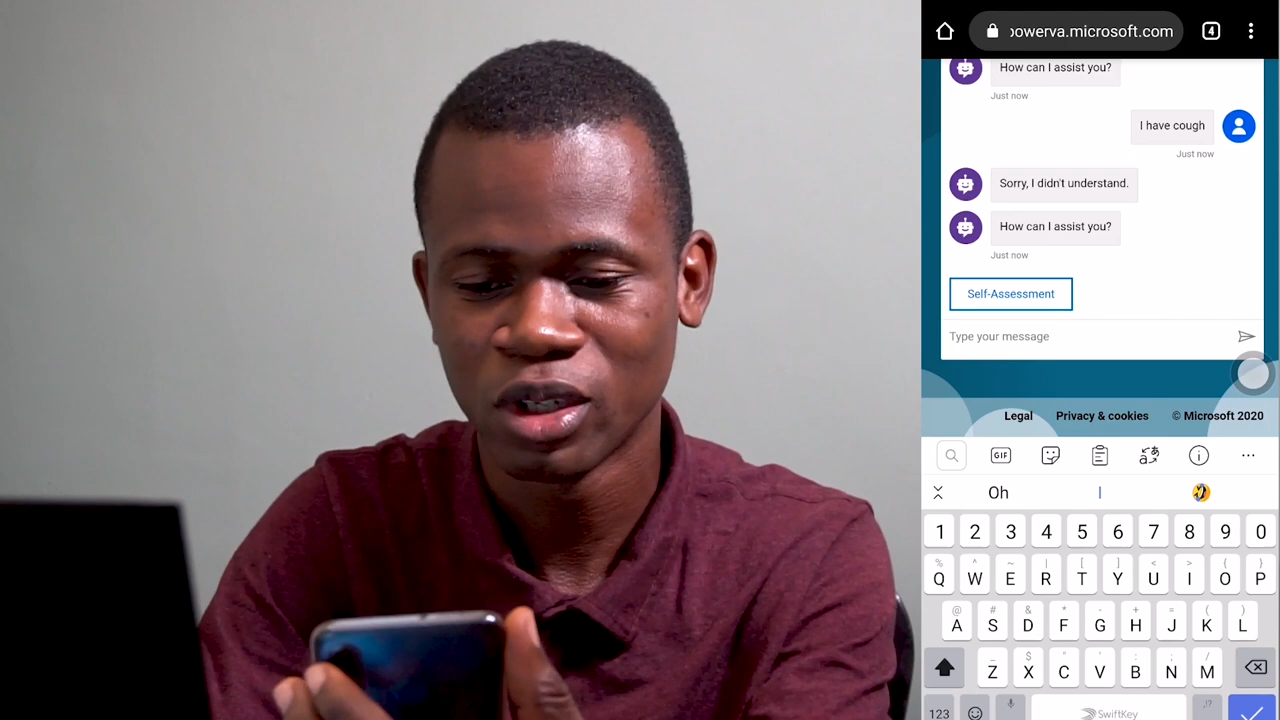 powerva.microsoft.com
4
How can I assist you?
Just now
I have cough
Just now
Sorry, I didn't understand.
How can I assist you?
Just now
Self-Assessment
Type your message
Legal Privacy & cookies © Microsoft 2020
GIF
Oh I
1 2 3 4 5 6 7 8 9 0
% ^ ~ | [ ] < > { }
Q W E R T Y U I O P
@ # & * - + = ( )
A S D F G H J K L
_ $ " ' : ; /
Z X C V B N M
123 SwiftKey ,!?